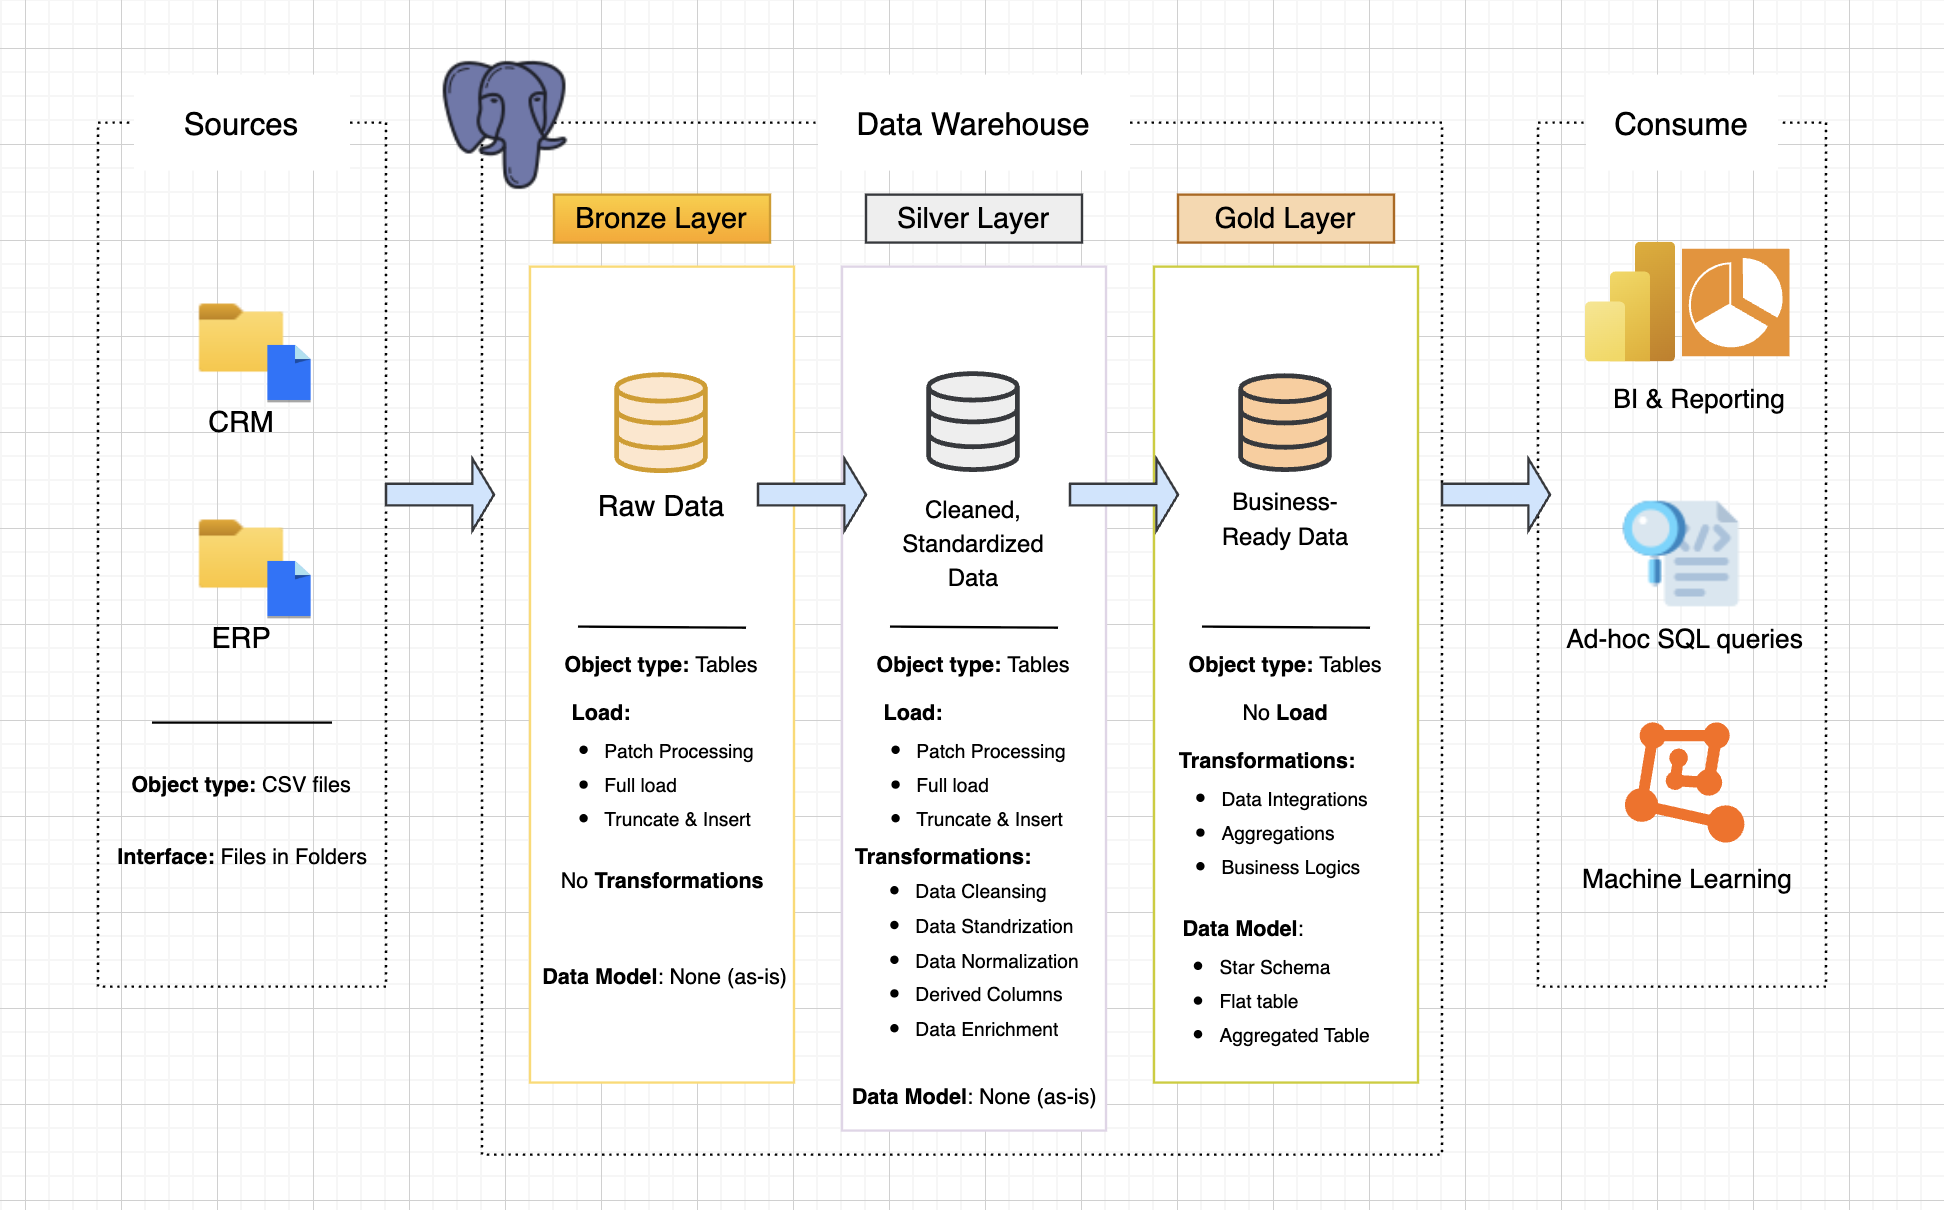 Sources
CRM
ERP
Object type: CSV files
Interface: Files in Folders
Data Warehouse
Bronze Layer
Raw Data
Object type: Tables
Load:
• Patch Processing
• Full load
• Truncate & Insert
No Transformations
Data Model: None (as-is)
Silver Layer
Cleaned,
Standardized
Data
Object type: Tables
Load:
• Patch Processing
• Full load
• Truncate & Insert
Transformations:
• Data Cleansing
• Data Standrization
• Data Normalization
• Derived Columns
• Data Enrichment
Data Model: None (as-is)
Gold Layer
Business-
Ready Data
Object type: Tables
No Load
Transformations:
• Data Integrations
• Aggregations
• Business Logics
Data Model:
• Star Schema
• Flat table
• Aggregated Table
Consume
BI & Reporting
</>
Ad-hoc SQL queries
Machine Learning